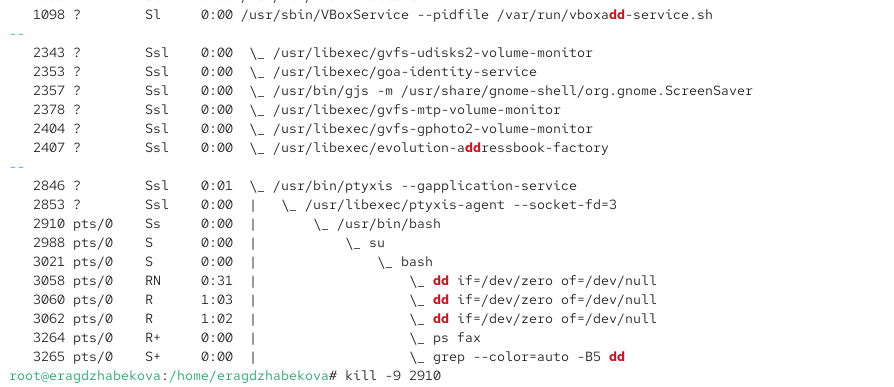 1098 ?        Sl     0:00 /usr/sbin/VBoxService --pidfile /var/run/vboxadd-service.sh
--
2343 ?        Ssl    0:00  \_ /usr/libexec/gvfs-udisks2-volume-monitor
2353 ?        Ssl    0:00  \_ /usr/libexec/goa-identity-service
2357 ?        Ssl    0:00  \_ /usr/bin/gjs -m /usr/share/gnome-shell/org.gnome.ScreenSaver
2378 ?        Ssl    0:00  \_ /usr/libexec/gvfs-mtp-volume-monitor
2404 ?        Ssl    0:00  \_ /usr/libexec/gvfs-gphoto2-volume-monitor
2407 ?        Ssl    0:00  \_ /usr/libexec/evolution-addressbook-factory
--
2846 ?        Ssl    0:01  \_ /usr/bin/ptyxis --gapplication-service
2853 ?        Ssl    0:00  |   \_ /usr/libexec/ptyxis-agent --socket-fd=3
2910 pts/0    Ss     0:00  |       \_ /usr/bin/bash
2988 pts/0    S      0:00  |           \_ su
3021 pts/0    S      0:00  |               \_ bash
3058 pts/0    RN     0:31  |                   \_ dd if=/dev/zero of=/dev/null
3060 pts/0    R      1:03  |                   \_ dd if=/dev/zero of=/dev/null
3062 pts/0    R      1:02  |                   \_ dd if=/dev/zero of=/dev/null
3264 pts/0    R+     0:00  |                   \_ ps fax
3265 pts/0    S+     0:00  |                   \_ grep --color=auto -B5 dd
root@eragdzhabekova:/home/eragdzhabekova# kill -9 2910